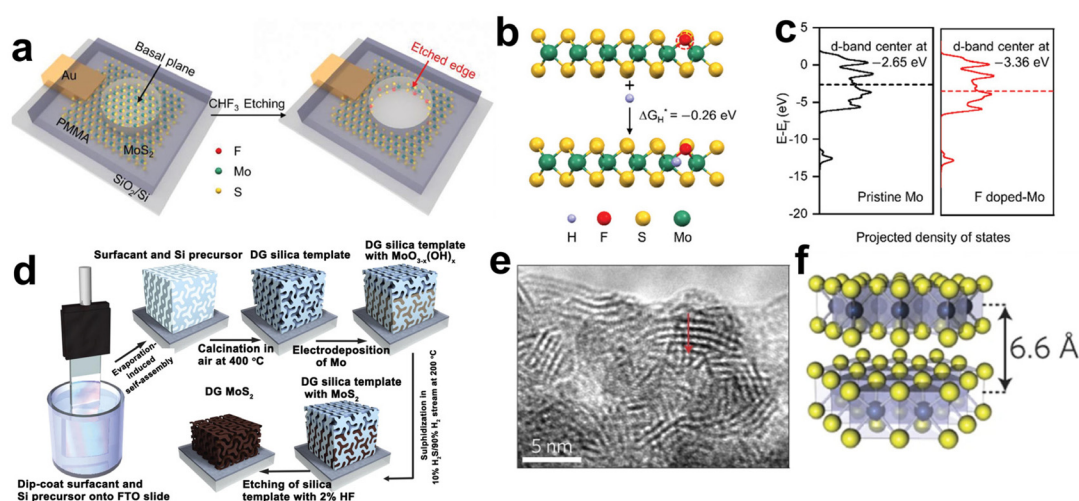 a
Basal plane
Au
PMMA
MoS2
SiO2/Si
CHF3 Etching
Etched edge
F
Mo
S
b
+
ΔGH* = −0.26 eV
H
F
S
Mo
c
d-band center at
−2.65 eV
d-band center at
−3.36 eV
E-Ef (eV)
0
-5
-10
-15
-20
Pristine Mo
F doped-Mo
Projected density of states
d
Surfacant and Si precursor
DG silica template
DG silica template
with MoO3-x(OH)x
Evaporation-
induced
self-assembly
Calcination in
air at 400 °C
Electrodeposition
of Mo
Sulphidization in
10% H2S/90% H2 stream at 200 °C
DG MoS2
DG silica template
with MoS2
Etching of silica
template with 2% HF
Dip-coat surfacant and
Si precursor onto FTO slide
e
5 nm
f
6.6 Å